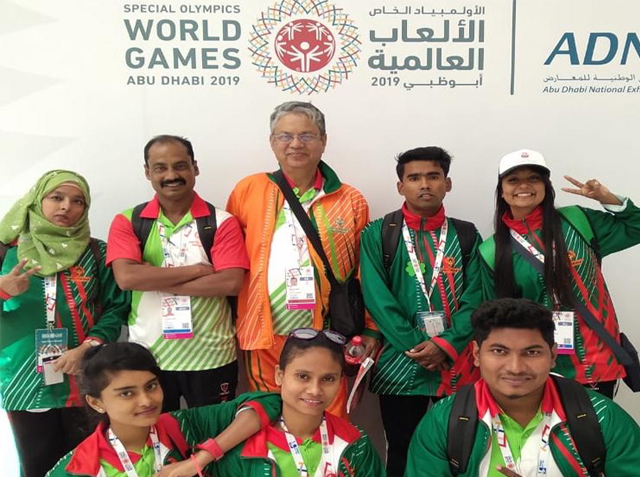 SPECIAL OLYMPICS
WORLD
GAMES
ABU DHABI 2019
الأولمبياد الخاص
الألعاب
العالمية
أبوظبي 2019
ADN
Abu Dhabi National Exh